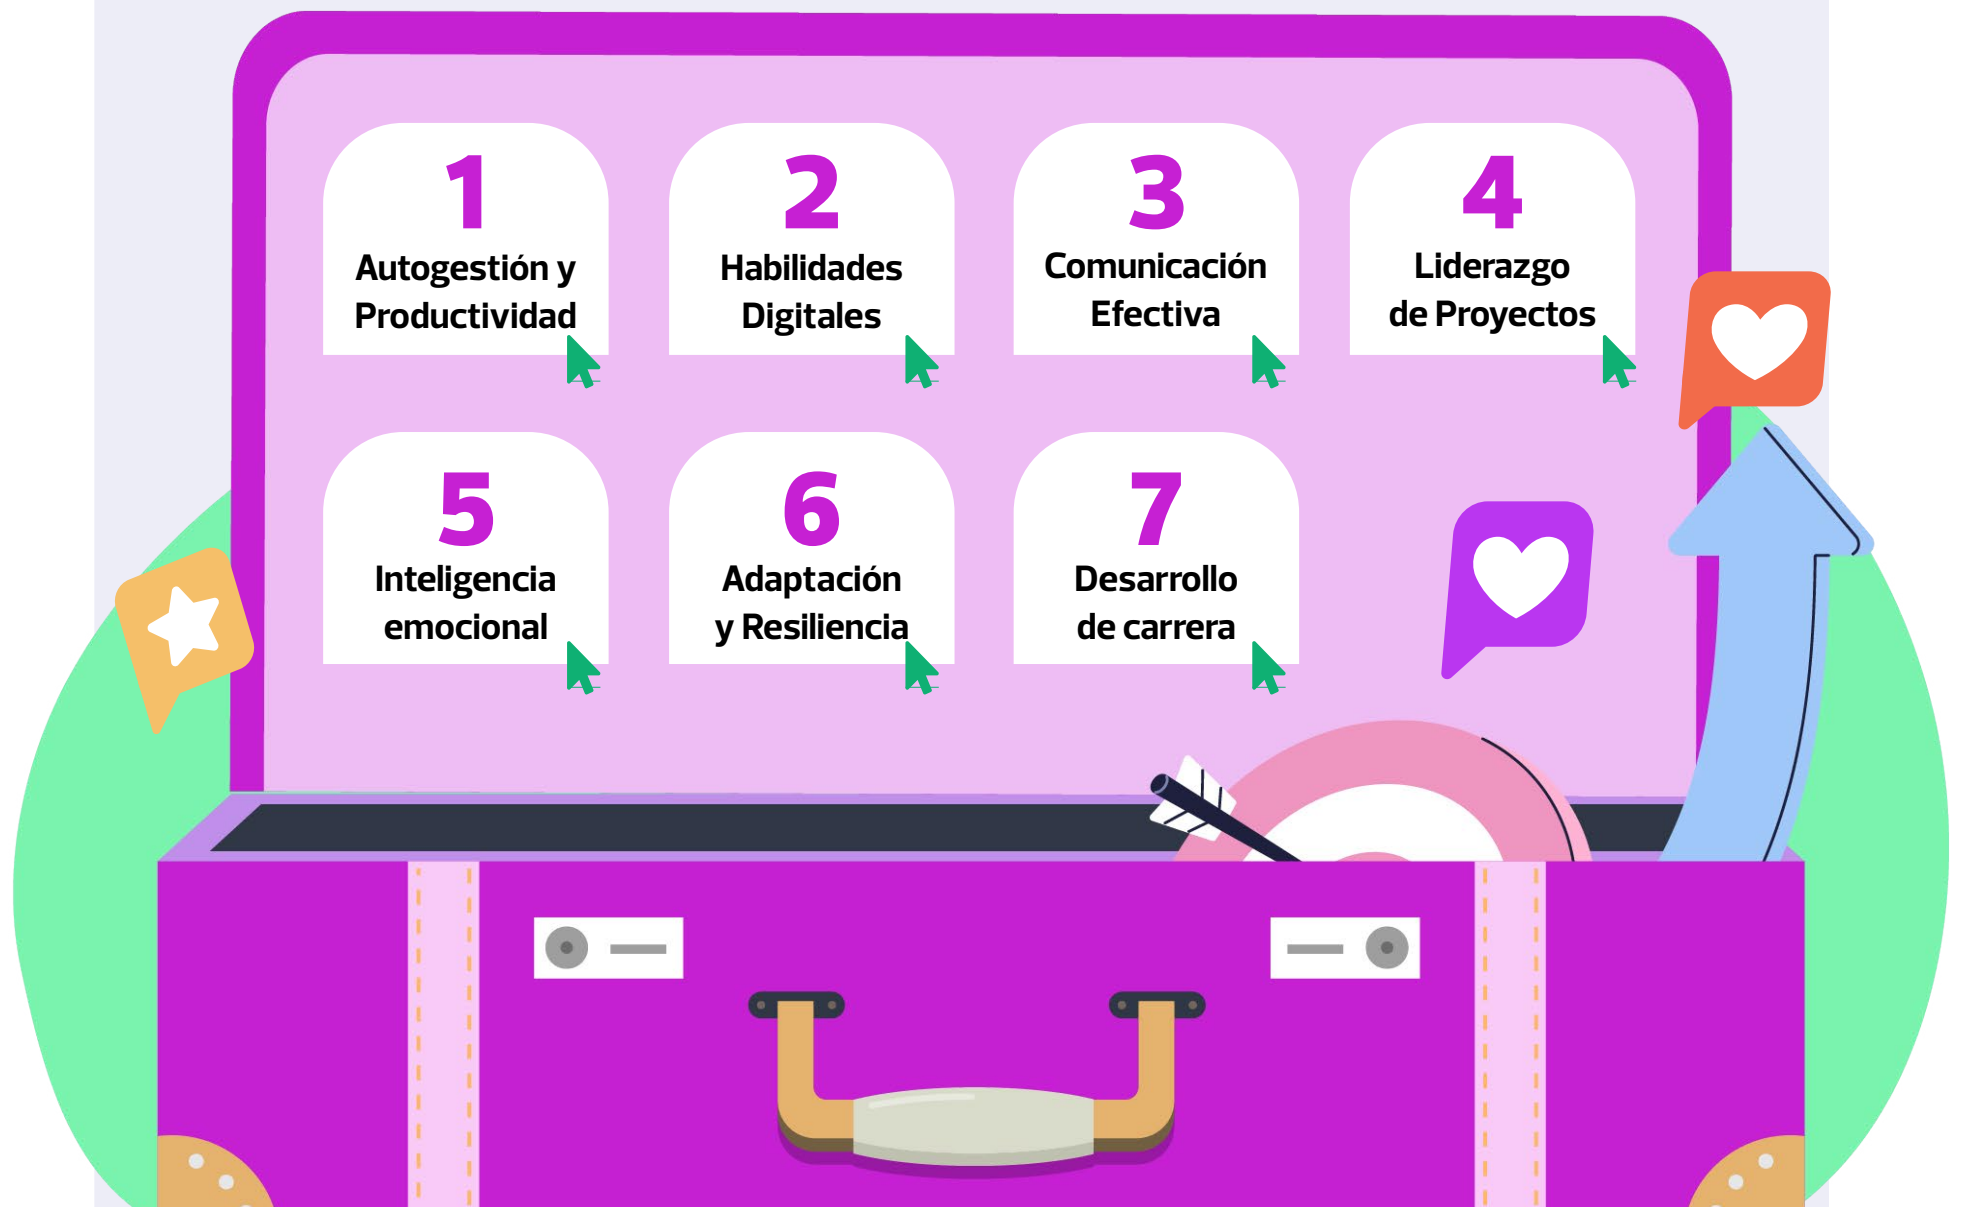 1
Autogestión y
Productividad
2
Habilidades
Digitales
3
Comunicación
Efectiva
4
Liderazgo
de Proyectos
5
Inteligencia
emocional
6
Adaptación
y Resiliencia
7
Desarrollo
de carrera